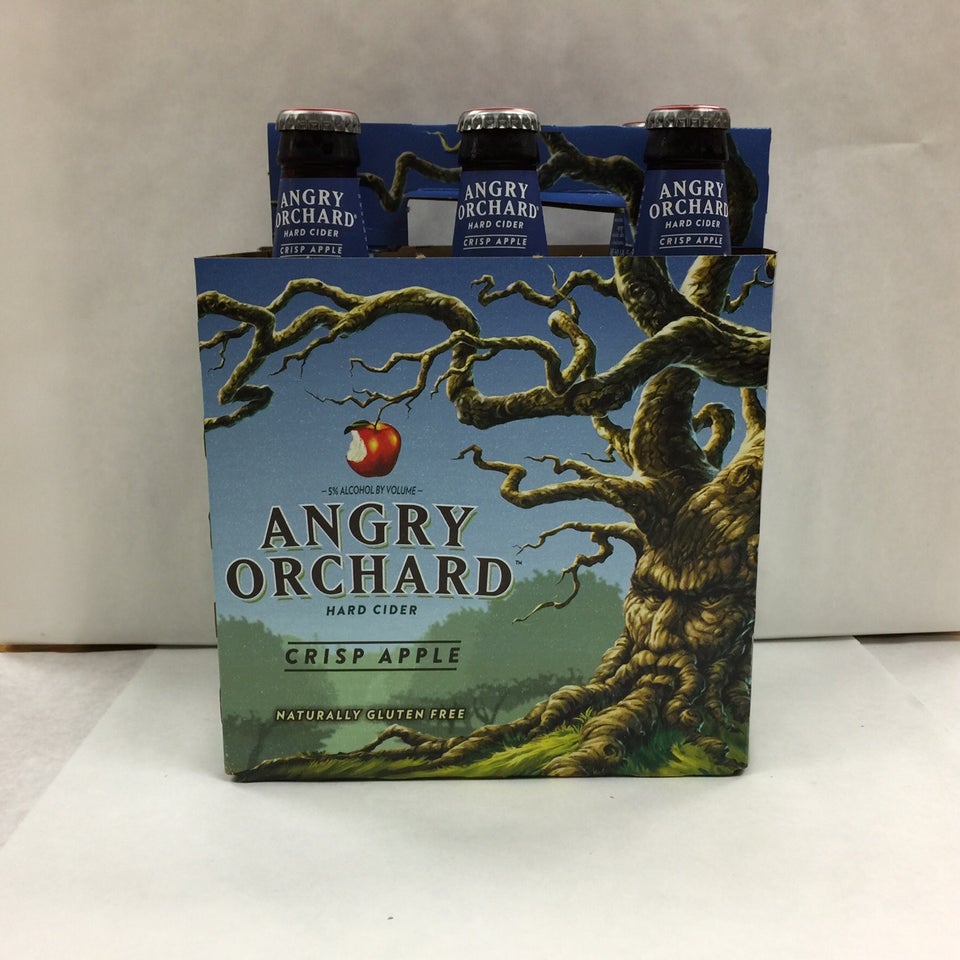 ANGRY
ORCHARD®
HARD CIDER
CRISP APPLE
ANGRY
ORCHARD®
HARD CIDER
CRISP APPLE
ANGRY
ORCHARD
HARD CIDER
CRISP APPLE
–5% ALCOHOL BY VOLUME–
ANGRY
ORCHARD™
HARD CIDER
CRISP APPLE
NATURALLY GLUTEN FREE